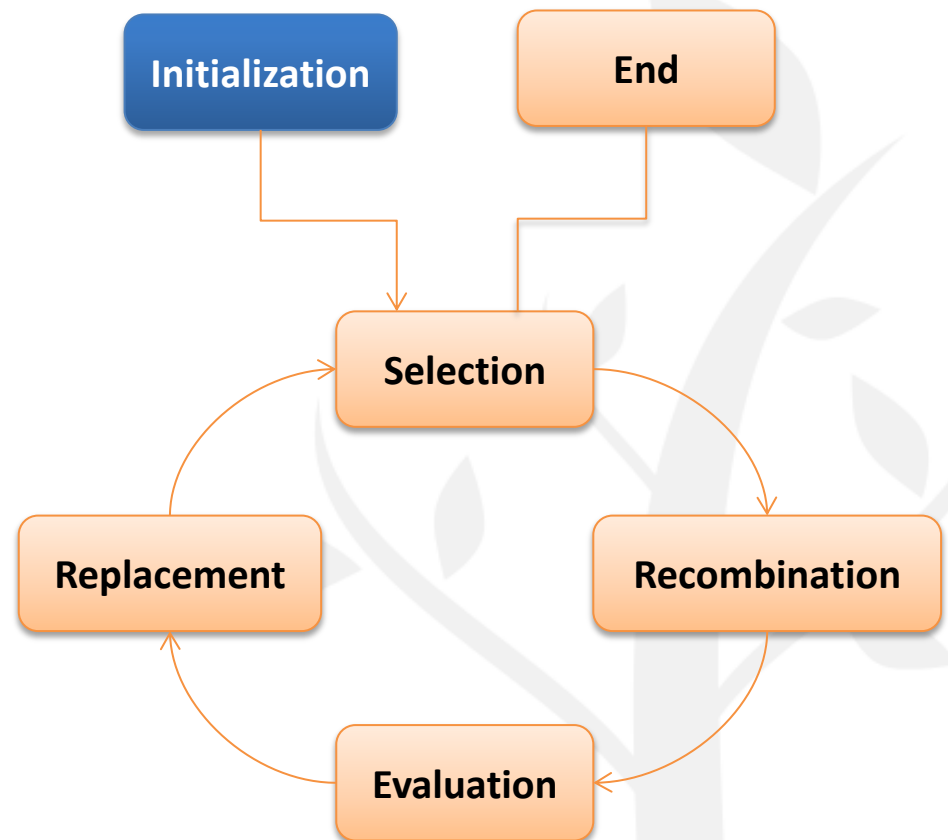 Initialization
End
Selection
Replacement
Recombination
Evaluation